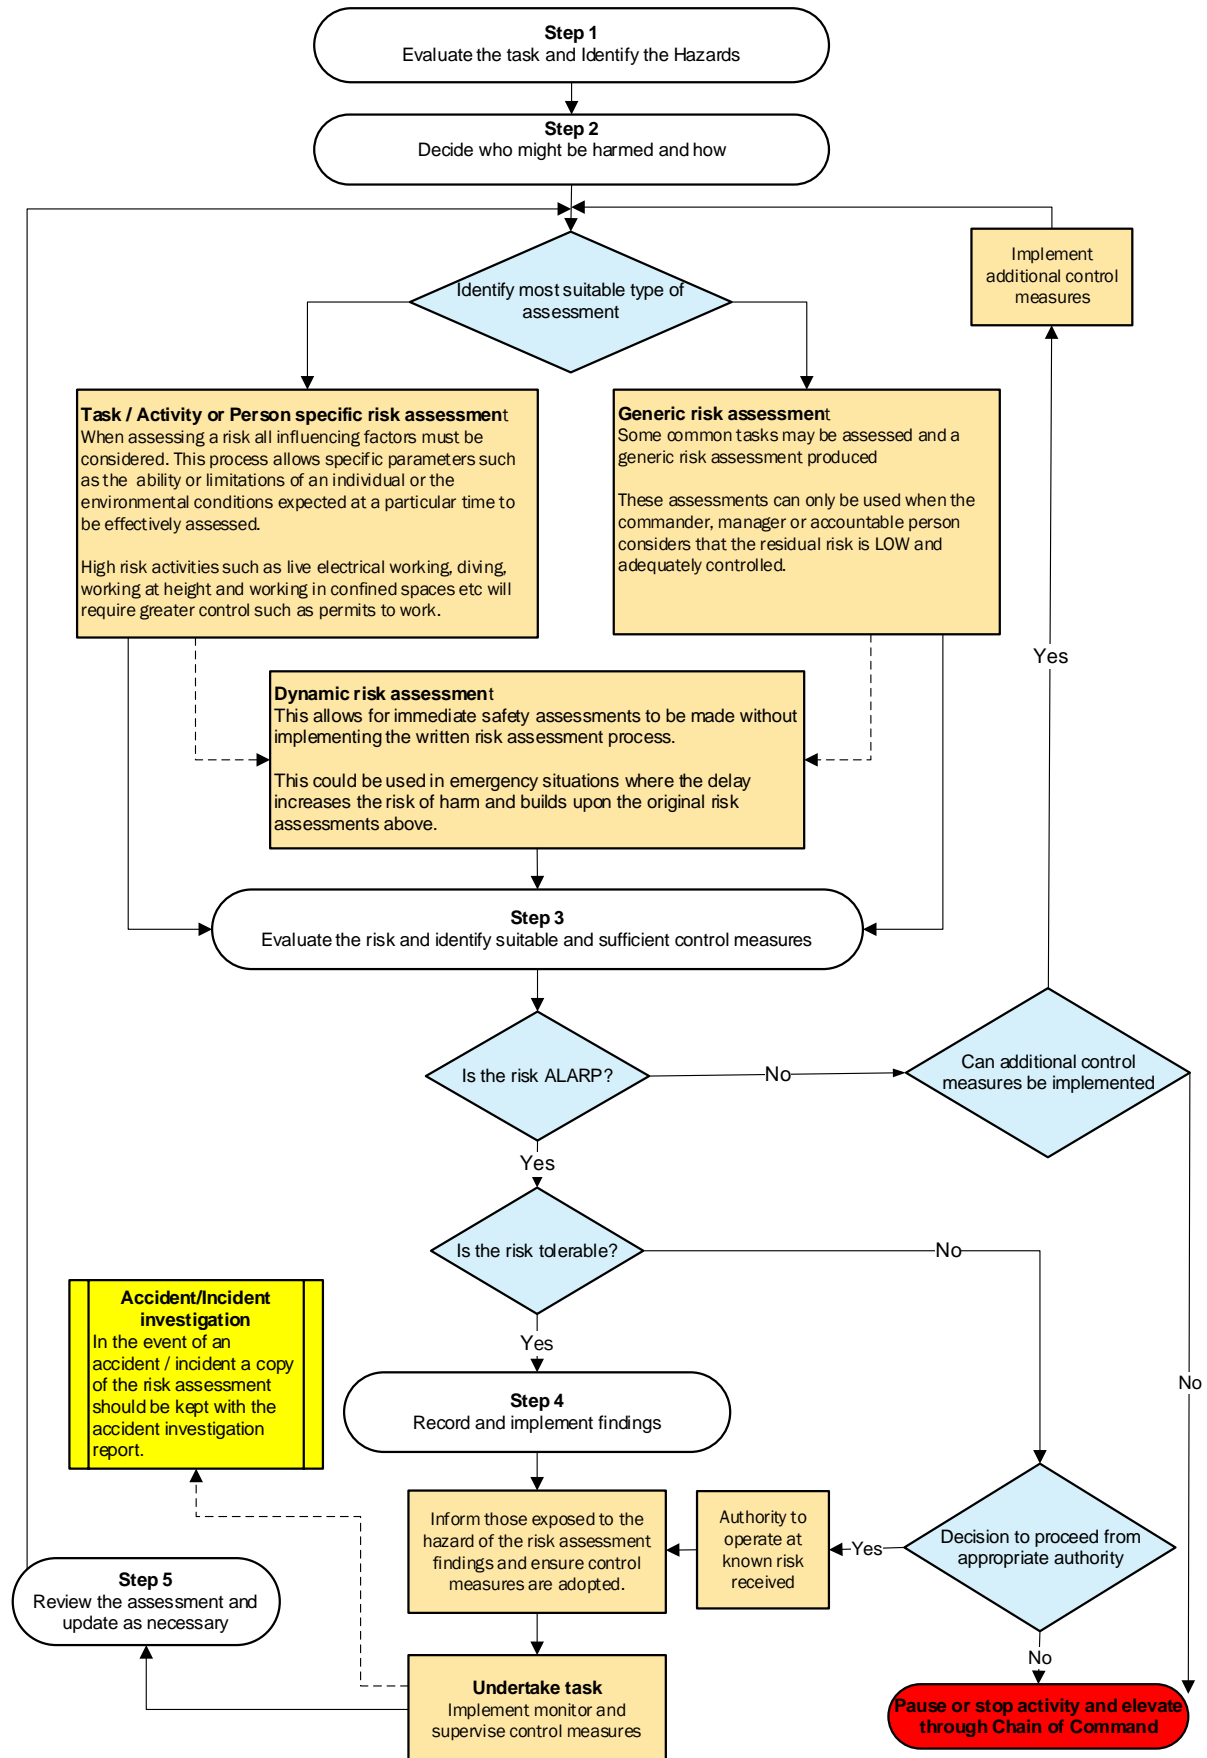 Step 1
Evaluate the task and Identify the Hazards
Step 2
Decide who might be harmed and how
Implement
additional control
measures
Identify most suitable type of
assessment
Task / Activity or Person specific risk assessment
When assessing a risk all influencing factors must be
considered. This process allows specific parameters such
as the ability or limitations of an individual or the
environmental conditions expected at a particular time to
be effectively assessed.
High risk activities such as live electrical working, diving,
working at height and working in confined spaces etc will
require greater control such as permits to work.
Generic risk assessment
Some common tasks may be assessed and a
generic risk assessment produced
These assessments can only be used when the
commander, manager or accountable person
considers that the residual risk is LOW and
adequately controlled.
Yes
Dynamic risk assessment
This allows for immediate safety assessments to be made without
implementing the written risk assessment process.
This could be used in emergency situations where the delay
increases the risk of harm and builds upon the original risk
assessments above.
Step 3
Evaluate the risk and identify suitable and sufficient control measures
Is the risk ALARP?
No
Can additional control
measures be implemented
Yes
Is the risk tolerable?
No
Accident/Incident
investigation
In the event of an
accident / incident a copy
of the risk assessment
should be kept with the
accident investigation
report.
Yes
No
Step 4
Record and implement findings
Inform those exposed to the
hazard of the risk assessment
findings and ensure control
measures are adopted.
Authority to
operate at
known risk
received
Yes
Decision to proceed from
appropriate authority
Step 5
Review the assessment and
update as necessary
No
Undertake task
Implement monitor and
supervise control measures
Pause or stop activity and elevate
through Chain of Command